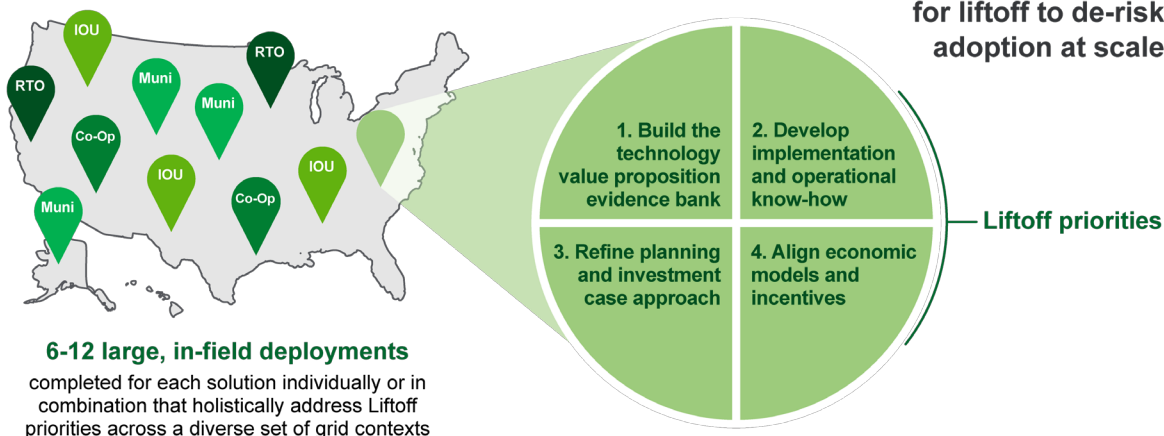 for liftoff to de-risk
adoption at scale
IOU
RTO
RTO
Muni
Muni
Co-Op
IOU
IOU
Co-Op
Muni
1. Build the
technology
value proposition
evidence bank
2. Develop
implementation
and operational
know-how
3. Refine planning
and investment
case approach
4. Align economic
models and
incentives
Liftoff priorities
6-12 large, in-field deployments
completed for each solution individually or in
combination that holistically address Liftoff
priorities across a diverse set of grid contexts